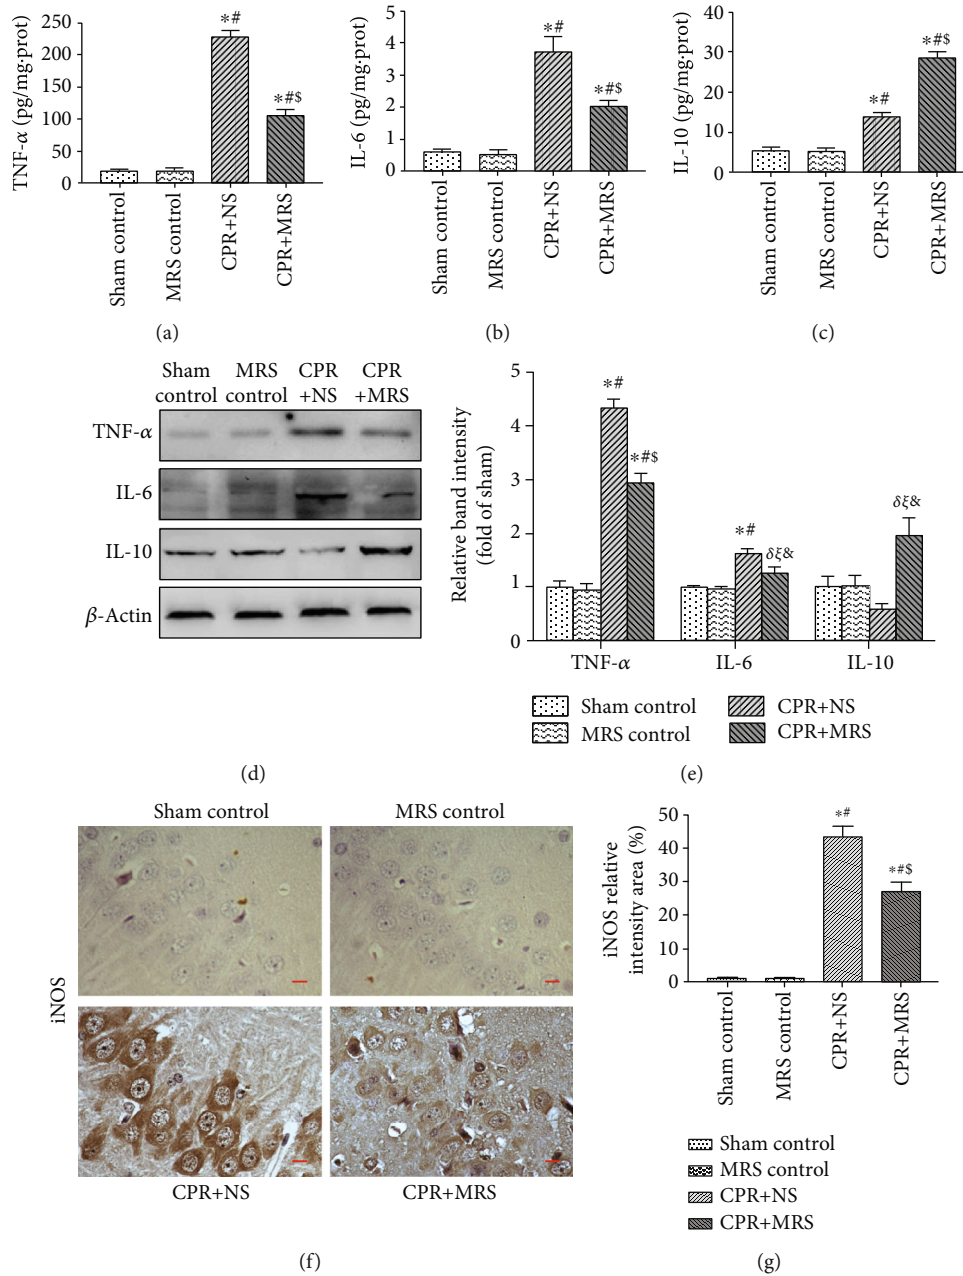 TNF-α (pg/mg·prot)
250
200
150
100
50
0
*#
*#$
Sham control
MRS control
CPR+NS
CPR+MRS
(a)
IL-6 (pg/mg·prot)
5
4
3
2
1
0
*#
*#$
Sham control
MRS control
CPR+NS
CPR+MRS
(b)
IL-10 (pg/mg·prot)
40
30
20
10
0
*#
*#$
Sham control
MRS control
CPR+NS
CPR+MRS
(c)
Sham control
MRS control
CPR +NS
CPR +MRS
TNF-α
IL-6
IL-10
β-Actin
(d)
Relative band intensity
(fold of sham)
5
4
3
2
1
0
*#
*#$
*#
δξ&
δξ&
TNF-α
IL-6
IL-10
Sham control
MRS control
CPR+NS
CPR+MRS
(e)
Sham control
MRS control
iNOS
CPR+NS
CPR+MRS
(f)
iNOS relative
intensity area (%)
50
40
30
20
10
0
*#
*#$
Sham control
MRS control
CPR+NS
CPR+MRS
Sham control
MRS control
CPR+NS
CPR+MRS
(g)